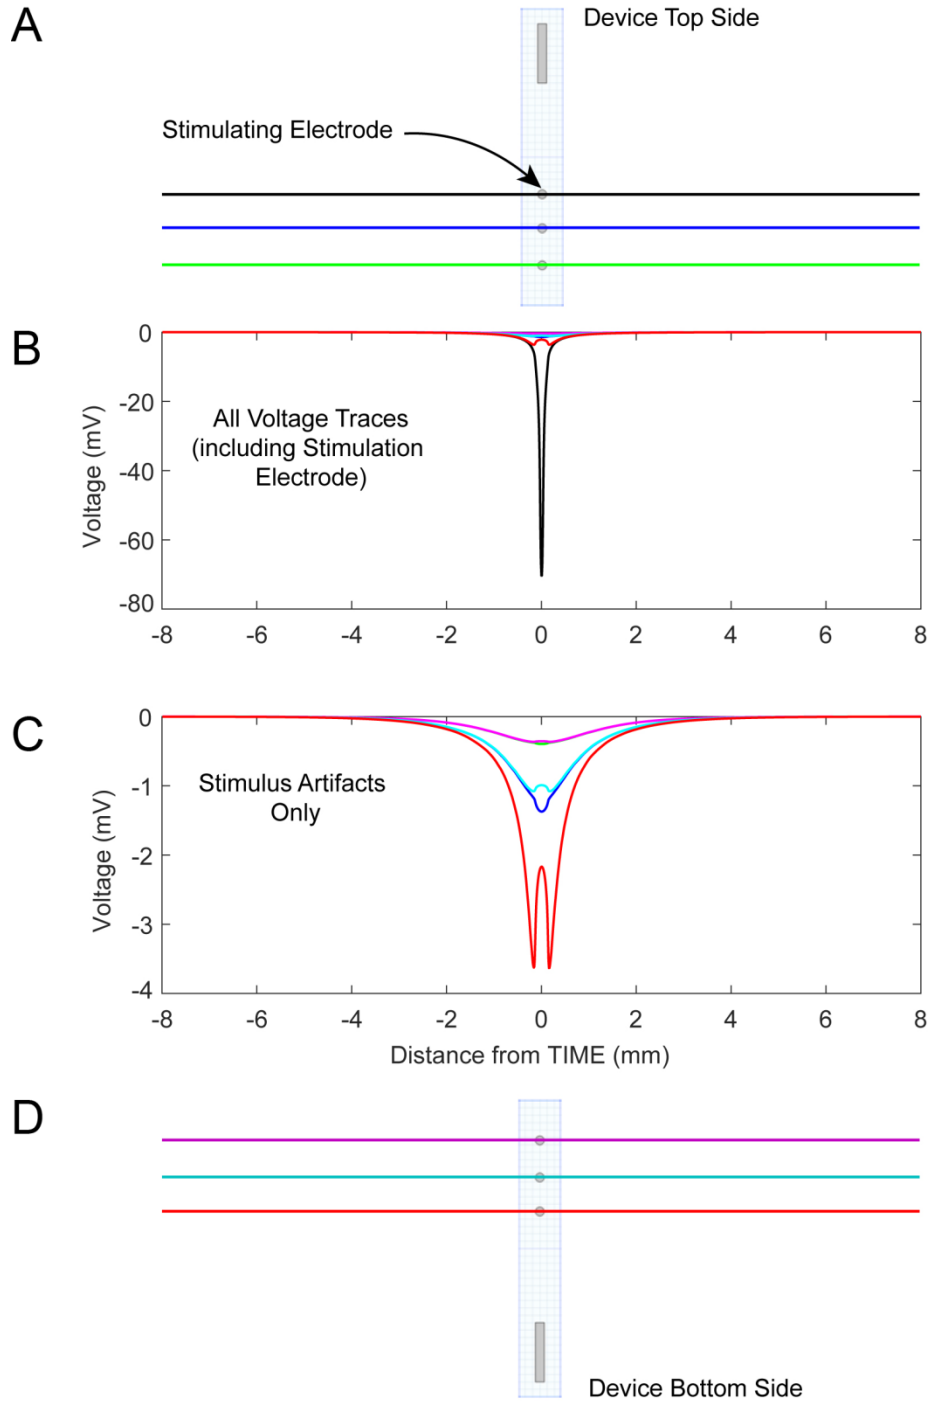 A
Device Top Side
Stimulating Electrode
B
0
-20
-40
-60
-80
Voltage (mV)
All Voltage Traces
(including Stimulation
Electrode)
-8 -6 -4 -2 0 2 4 6 8
C
0
-1
-2
-3
-4
Voltage (mV)
Stimulus Artifacts
Only
-8 -6 -4 -2 0 2 4 6 8
Distance from TIME (mm)
D
Device Bottom Side